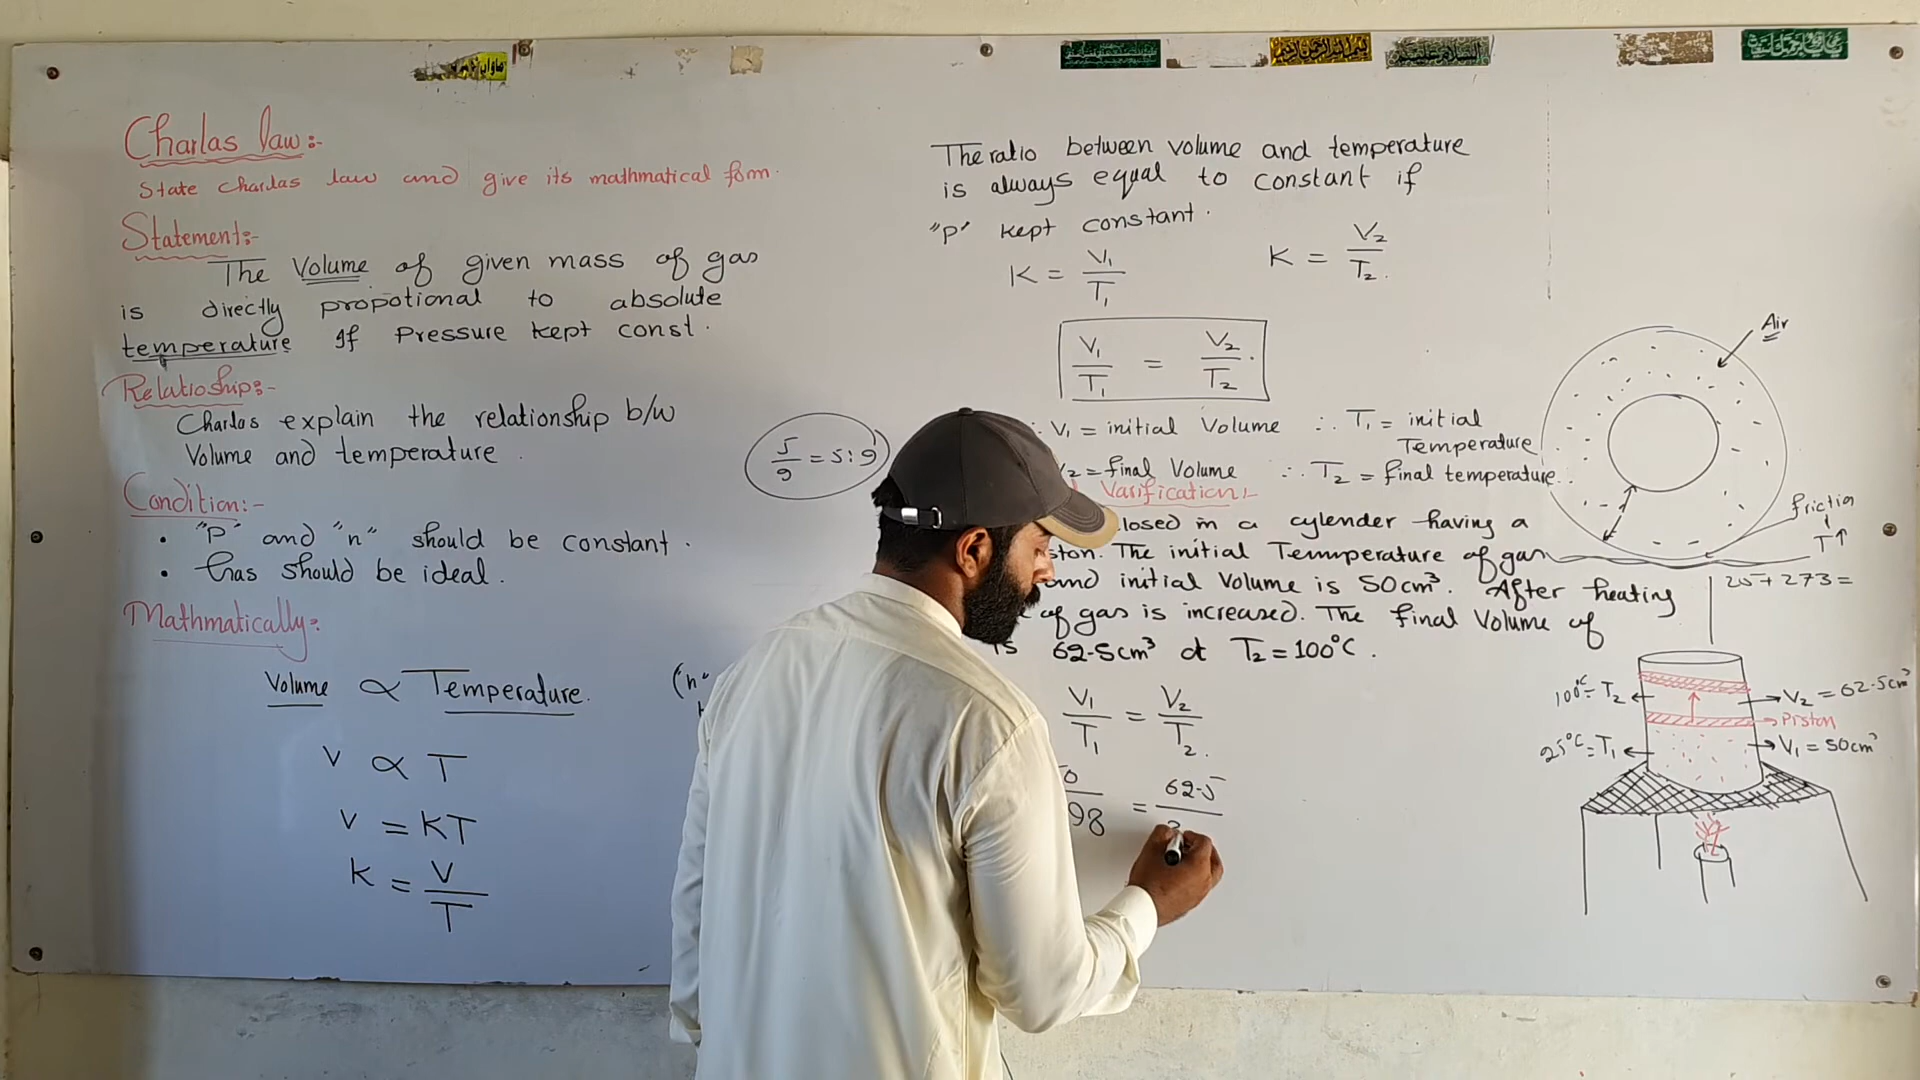 Charlas law:-
State Charlas law and give its mathmatical form.
Statement:-
The Volume of given mass of gas
is directly propotional to absolute
temperature If Pressure kept const.
Relatioship:-
Charlas explain the relationship b/w
Volume and temperature.
Condition:-
• "P" and "n" should be constant.
• Gas should be ideal.
Mathmatically:
Volume ∝ Temperature. ("n"
V ∝ T
V = KT
K = V/T
5/9 = 5:9
The ratio between volume and temperature
is always equal to constant if
"P" kept constant.
K = V₁/T₁ K = V₂/T₂
V₁/T₁ = V₂/T₂.
∴ V₁ = initial Volume ∴ T₁ = initial Temperature
V₂ = final Volume ∴ T₂ = final temperature.
Varification:-
losed in a cylender having a
ston. The initial Temperature of gas
and initial Volume is 50cm³. After heating
of gas is increased. The final Volume of
is 62.5cm³ at T₂ = 100°C.
V₁/T₁ = V₂/T₂.
98 = 62.5
Air
friction
T↑
25+273=
100°C = T₂
V₂ = 62.5cm³
Piston
25°C = T₁
V₁ = 50cm³